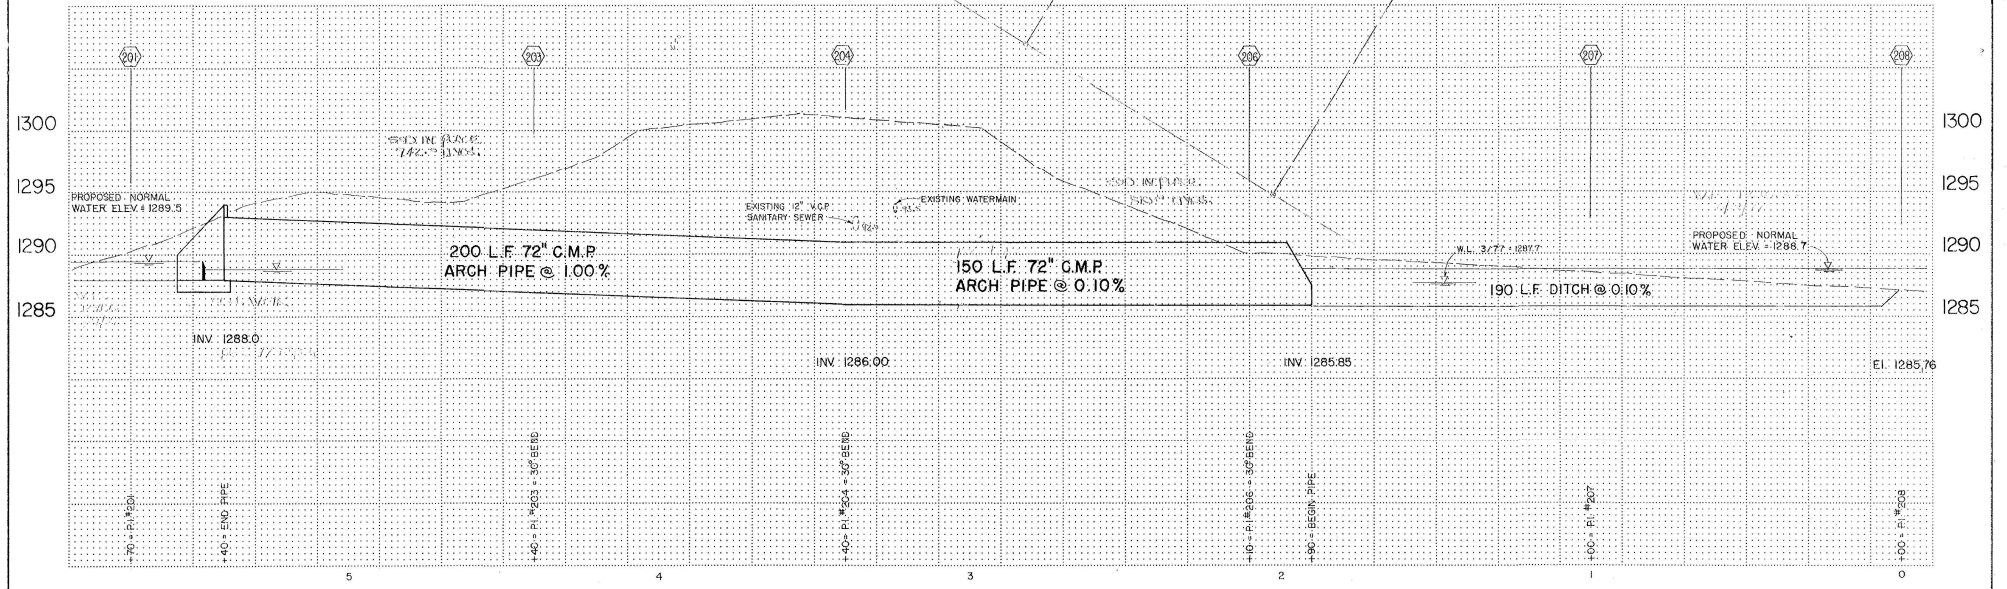 201
203
204
206
207
208
1300
1300
1295
1295
PROPOSED NORMAL
WATER ELEV. = 1289.5
EXISTING 12" V.C.P.
SANITARY SEWER
EXISTING WATERMAIN
PROPOSED NORMAL
WATER ELEV. = 1288.7
W.L. 3/77 = 1287.7
1290
1290
200 L.F. 72" C.M.P.
ARCH PIPE @ 1.00%
150 L.F. 72" C.M.P.
ARCH PIPE @ 0.10%
190 L.F. DITCH @ 0.10%
1285
1285
INV. 1288.0
INV. 1286.00
INV. 1285.85
El. 1285.76
+70 = P.I. #201
+40 = END PIPE
+40 = P.I. #203 = 30° BEND
+40 = P.I. #204 = 30° BEND
+10 = P.I. #206 = 30° BEND
+90 = BEGIN PIPE
+00 = P.I. #207
+00 = P.I. #208
5
4
3
2
1
0